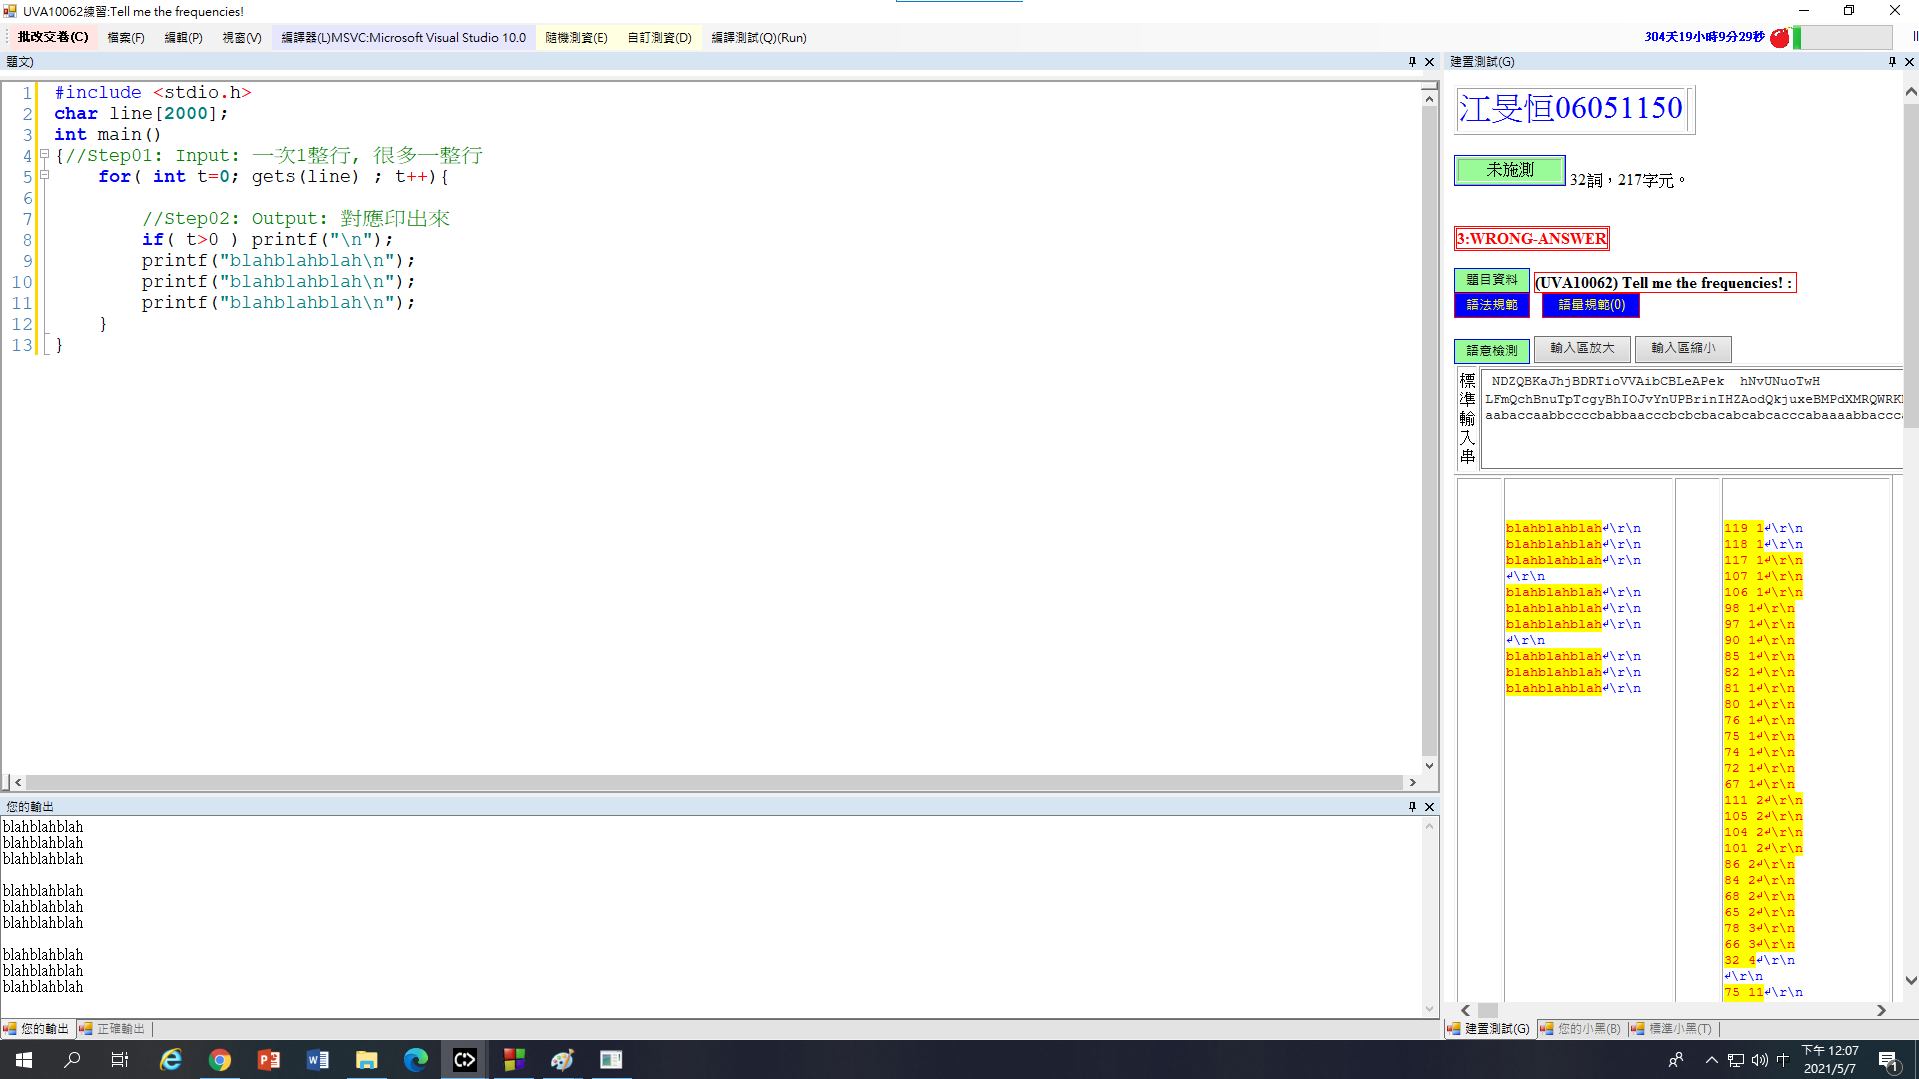 UVA10062練習:Tell me the frequencies!
批改交卷(C) 檔案(F) 編輯(P) 視窗(V) 編譯器(L)MSVC:Microsoft Visual Studio 10.0 隨機測資(E) 自訂測資(D) 編譯測試(Q)(Run) 304天19小時9分29秒
題文)
1 #include <stdio.h>
2 char line[2000];
3 int main()
4 {//Step01: Input: 一次1整行, 很多一整行
5 for( int t=0; gets(line) ; t++){
6
7 //Step02: Output: 對應印出來
8 if( t>0 ) printf("\n");
9 printf("blahblahblah\n");
10 printf("blahblahblah\n");
11 printf("blahblahblah\n");
12 }
13 }
您的輸出
blahblahblah
blahblahblah
blahblahblah
blahblahblah
blahblahblah
blahblahblah
blahblahblah
blahblahblah
blahblahblah
您的輸出 正確輸出
建置測試(G)
江旻恒06051150
未施測 32詞，217字元。
3:WRONG-ANSWER
題目資料 (UVA10062) Tell me the frequencies! :
語法規範 語量規範(0)
語意檢測 輸入區放大 輸入區縮小
標準輸入串
NDZQBKaJhjBDRTioVVAibCBLeAPek hNvUNuoTwH
LFmQchBnuTpTcgyBhIOJvYnUPBrinIHZAodQkjuxeBMPdXMRQWRK
aabaccaabbccccbabbaacccbcbcbacabcabcacccabaaaabbaccc
blahblahblah↲\r\n
blahblahblah↲\r\n
blahblahblah↲\r\n
↲\r\n
blahblahblah↲\r\n
blahblahblah↲\r\n
blahblahblah↲\r\n
↲\r\n
blahblahblah↲\r\n
blahblahblah↲\r\n
blahblahblah↲\r\n
119 1↲\r\n
118 1↲\r\n
117 1↲\r\n
107 1↲\r\n
106 1↲\r\n
98 1↲\r\n
97 1↲\r\n
90 1↲\r\n
85 1↲\r\n
82 1↲\r\n
81 1↲\r\n
80 1↲\r\n
76 1↲\r\n
75 1↲\r\n
74 1↲\r\n
72 1↲\r\n
67 1↲\r\n
111 2↲\r\n
105 2↲\r\n
104 2↲\r\n
101 2↲\r\n
86 2↲\r\n
84 2↲\r\n
68 2↲\r\n
65 2↲\r\n
78 3↲\r\n
66 3↲\r\n
32 4↲\r\n
↲\r\n
75 11↲\r\n
建置測試(G) 您的小黑(B) 標準小黑(T)
中 下午 12:07
2021/5/7
1